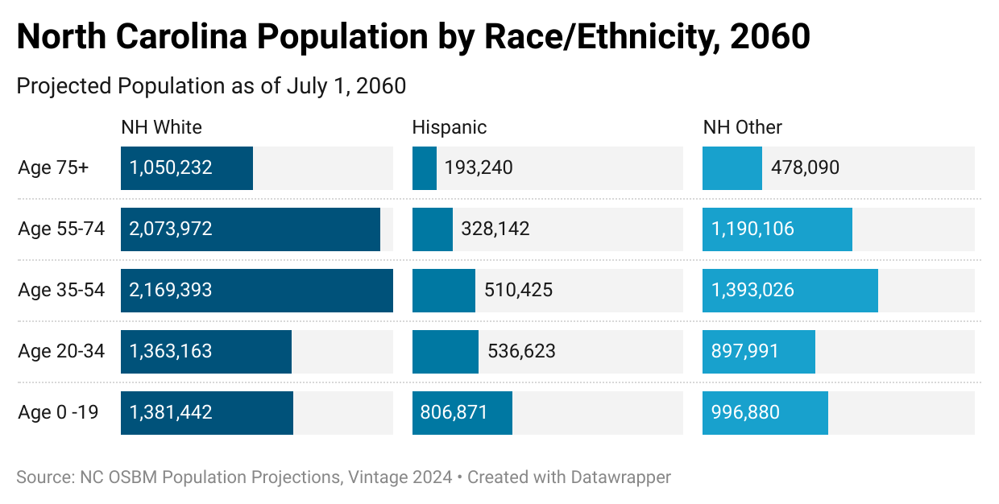 North Carolina Population by Race/Ethnicity, 2060
Projected Population as of July 1, 2060
NH White Hispanic NH Other
Age 75+ 1,050,232 193,240 478,090
Age 55-74 2,073,972 328,142 1,190,106
Age 35-54 2,169,393 510,425 1,393,026
Age 20-34 1,363,163 536,623 897,991
Age 0 -19 1,381,442 806,871 996,880
Source: NC OSBM Population Projections, Vintage 2024 • Created with Datawrapper